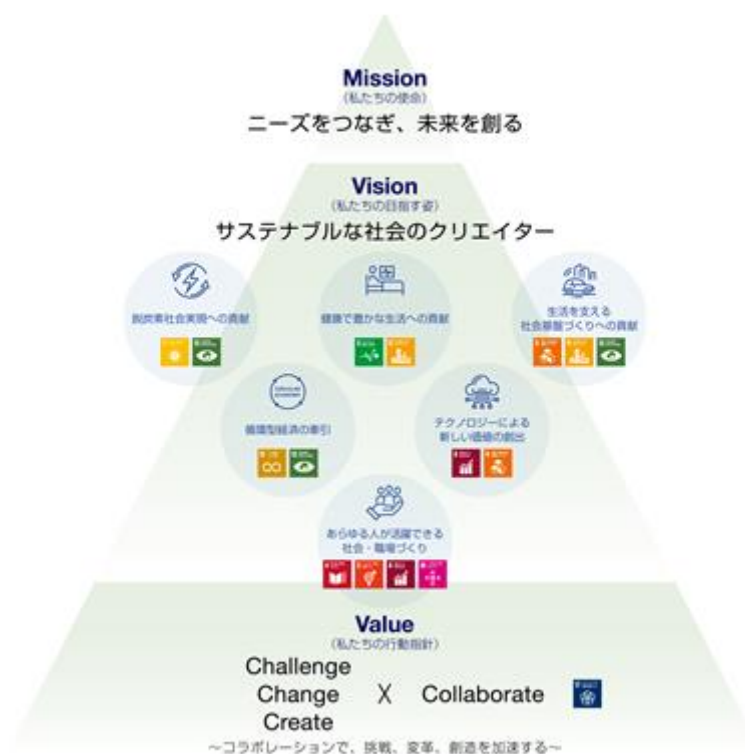 Mission
(私たちの使命)
ニーズをつなぎ、未来を創る
Vision
(私たちの目指す姿)
サステナブルな社会のクリエイター
脱炭素社会実現への貢献
健康で豊かな生活への貢献
生活を支える
社会基盤づくりへの貢献
循環型経済の牽引
テクノロジーによる
新しい価値の創出
あらゆる人が活躍できる
社会・職場づくり
Value
(私たちの行動指針)
Challenge
Change X Collaborate
Create
～コラボレーションで、挑戦、変革、創造を加速する～